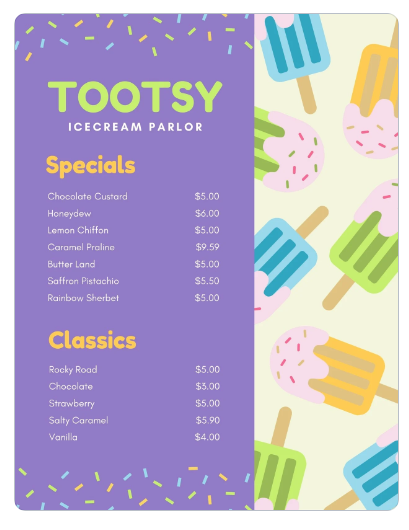 TOOTSY
ICECREAM PARLOR
Specials
Chocolate Custard $5.00
Honeydew $6.00
Lemon Chiffon $5.00
Caramel Praline $9.59
Butter Land $5.00
Saffron Pistachio $5.50
Rainbow Sherbet $5.00
Classics
Rocky Road $5.00
Chocolate $3.00
Strawberry $5.00
Salty Caramel $5.90
Vanilla $4.00